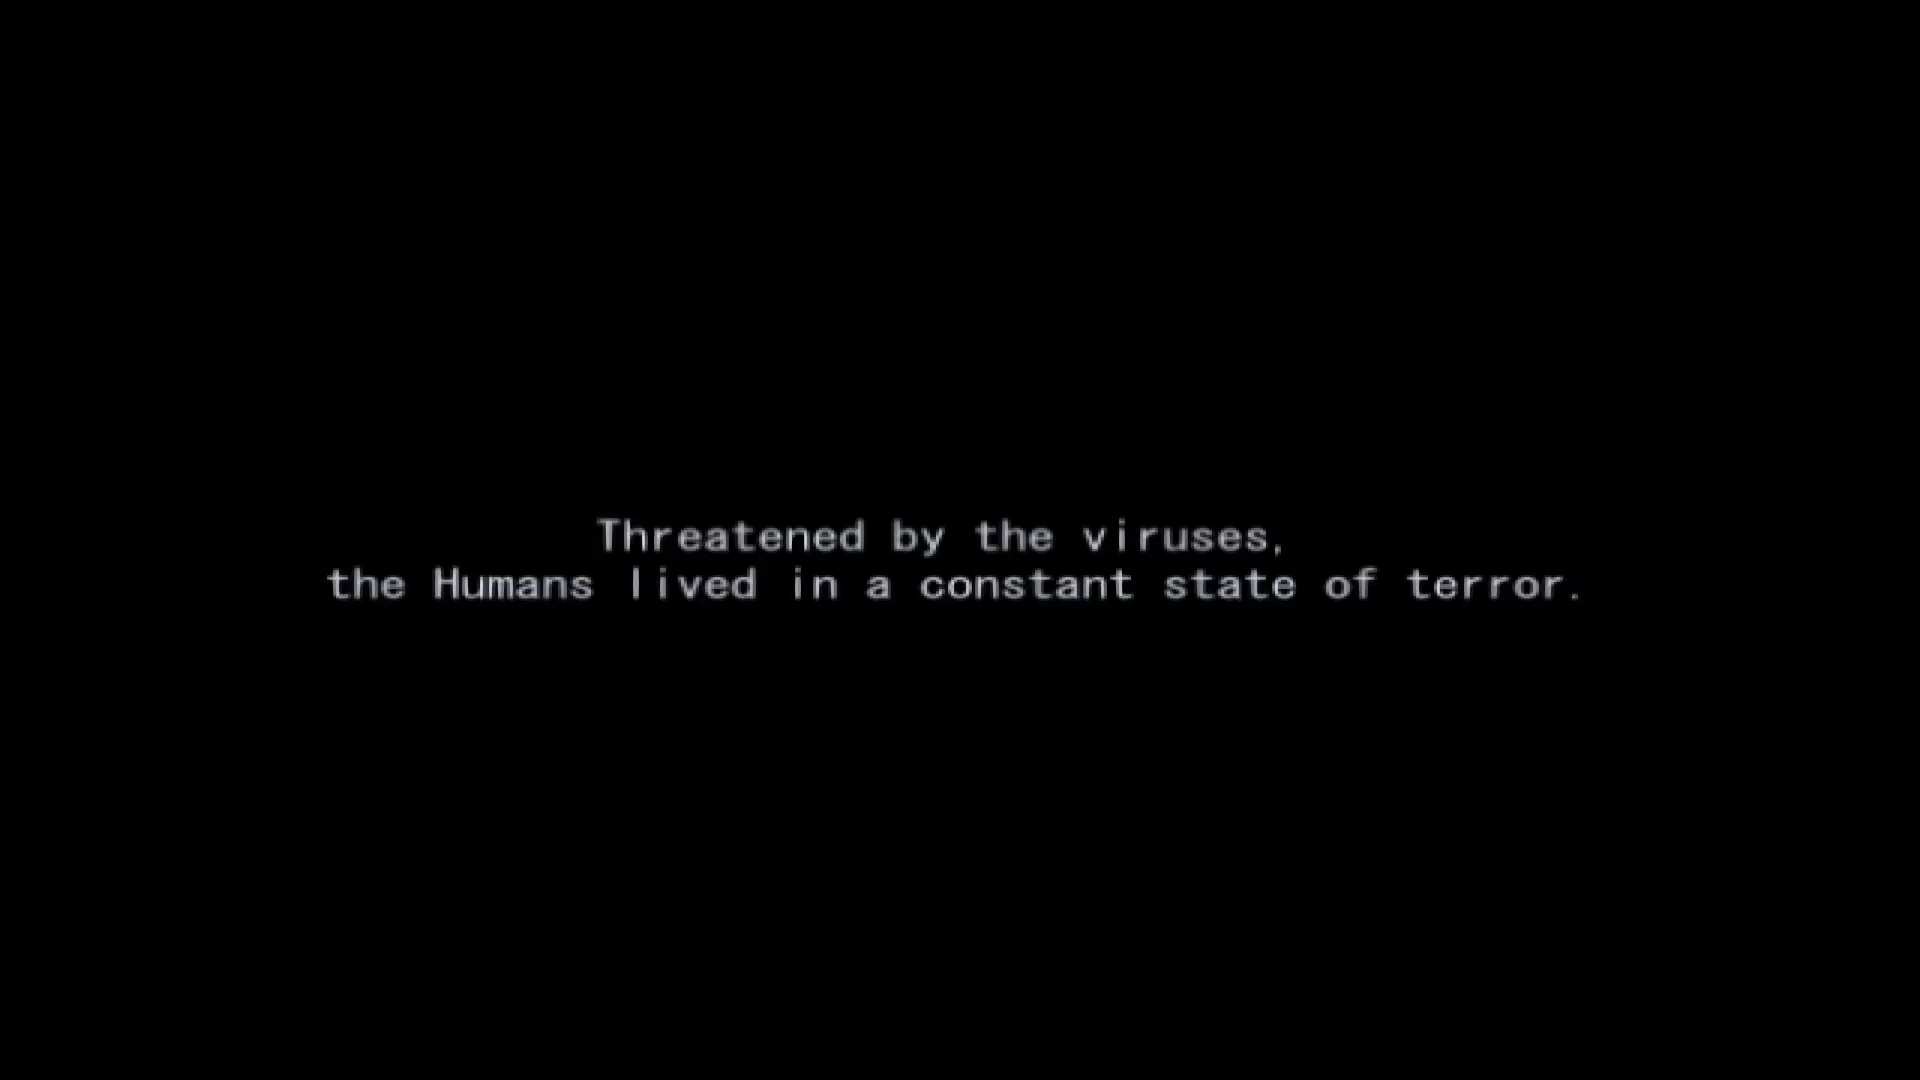 Threatened by the viruses,
the Humans lived in a constant state of terror.